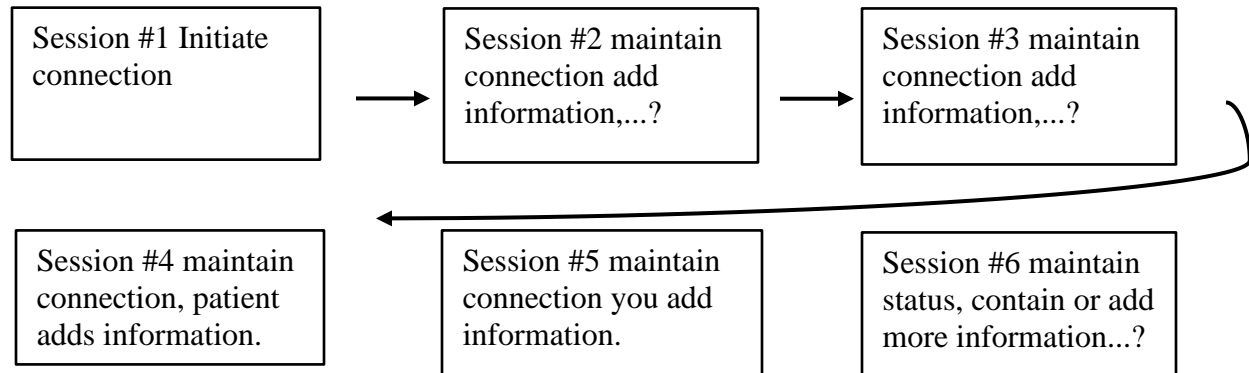 Session #1 Initiate
connection
Session #2 maintain
connection add
information,...?
Session #3 maintain
connection add
information,...?
Session #4 maintain
connection, patient
adds information.
Session #5 maintain
connection you add
information.
Session #6 maintain
status, contain or add
more information...?